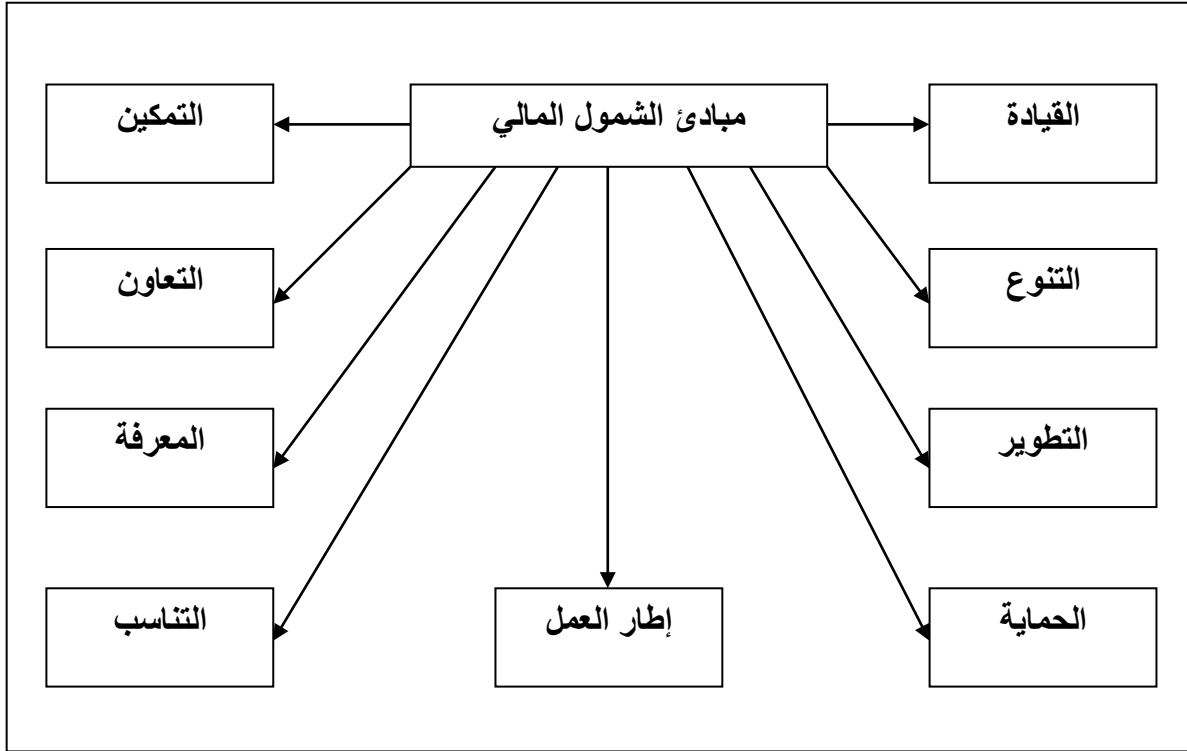 مبادئ الشمول المالي
القيادة
التمكين
التنوع
التعاون
التطوير
المعرفة
الحماية
إطار العمل
التناسب